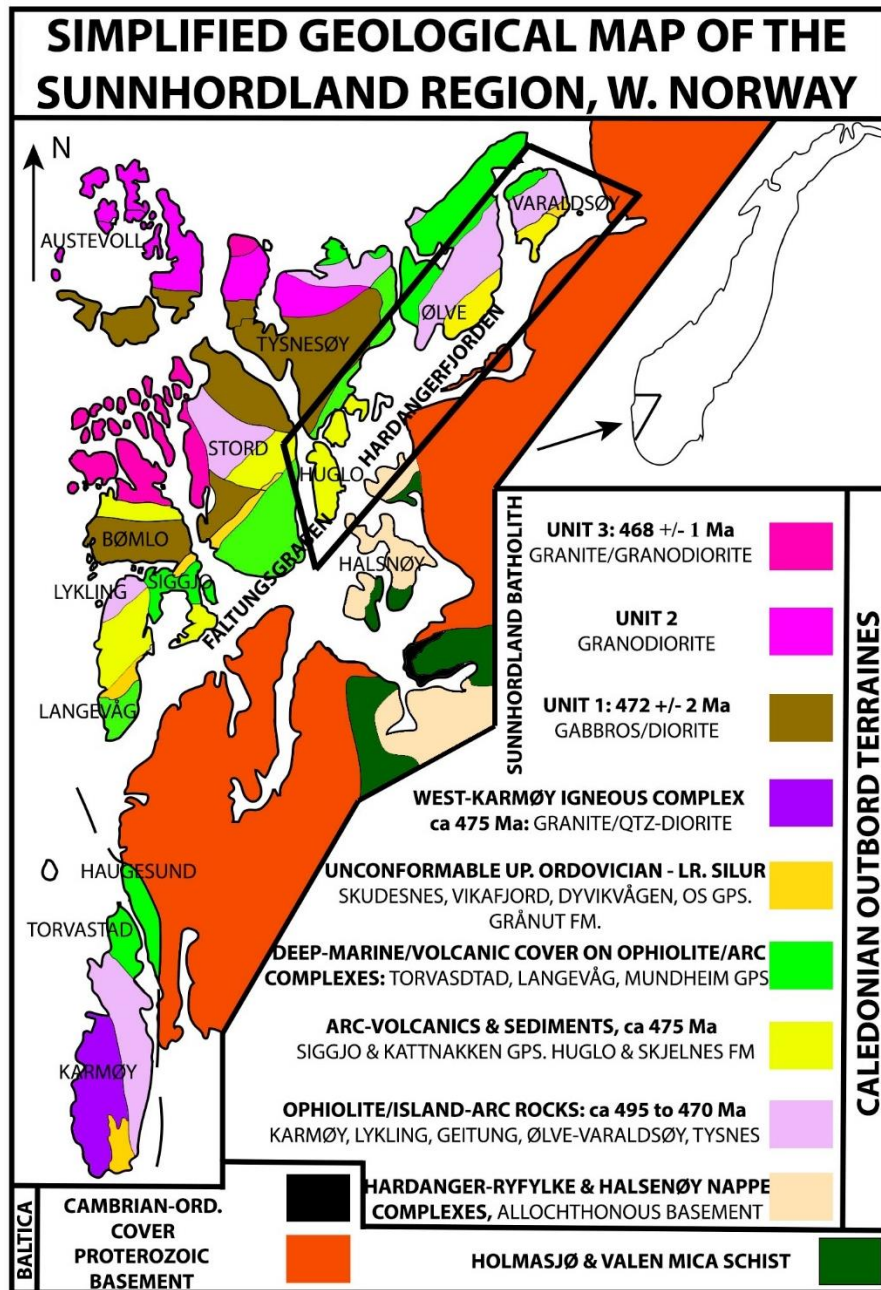 SIMPLIFIED GEOLOGICAL MAP OF THE
SUNNHORDLAND REGION, W. NORWAY
N
AUSTEVOLL
VARALDSØY
ØLVE
TYSNESØY
HARDANGERFJORDEN
STORD
HUGLO
BØMLO
HALSNØY
LYKLING
SIGGJO
FALTUNGSGRABEN
LANGEVÅG
HAUGESUND
TORVASTAD
KARMØY
SUNNHORDLAND BATHOLITH
UNIT 3: 468 +/- 1 Ma
GRANITE/GRANODIORITE
UNIT 2
GRANODIORITE
UNIT 1: 472 +/- 2 Ma
GABBROS/DIORITE
WEST-KARMØY IGNEOUS COMPLEX
ca 475 Ma: GRANITE/QTZ-DIORITE
UNCONFORMABLE UP. ORDOVICIAN - LR. SILUR
SKUDESNES, VIKAFJORD, DYVIKVÅGEN, OS GPS.
GRÅNUT FM.
DEEP-MARINE/VOLCANIC COVER ON OPHIOLITE/ARC
COMPLEXES: TORVASDTAD, LANGEVÅG, MUNDHEIM GPS
ARC-VOLCANICS & SEDIMENTS, ca 475 Ma
SIGGJO & KATTNAKKEN GPS. HUGLO & SKJELNES FM
OPHIOLITE/ISLAND-ARC ROCKS: ca 495 to 470 Ma
KARMØY, LYKLING, GEITUNG, ØLVE-VARALDSØY, TYSNES
HARDANGER-RYFYLKE & HALSENØY NAPPE
COMPLEXES, ALLOCHTHONOUS BASEMENT
CALEDONIAN OUTBORD TERRAINES
BALTICA
CAMBRIAN-ORD.
COVER
PROTEROZOIC
BASEMENT
HOLMASJØ & VALEN MICA SCHIST